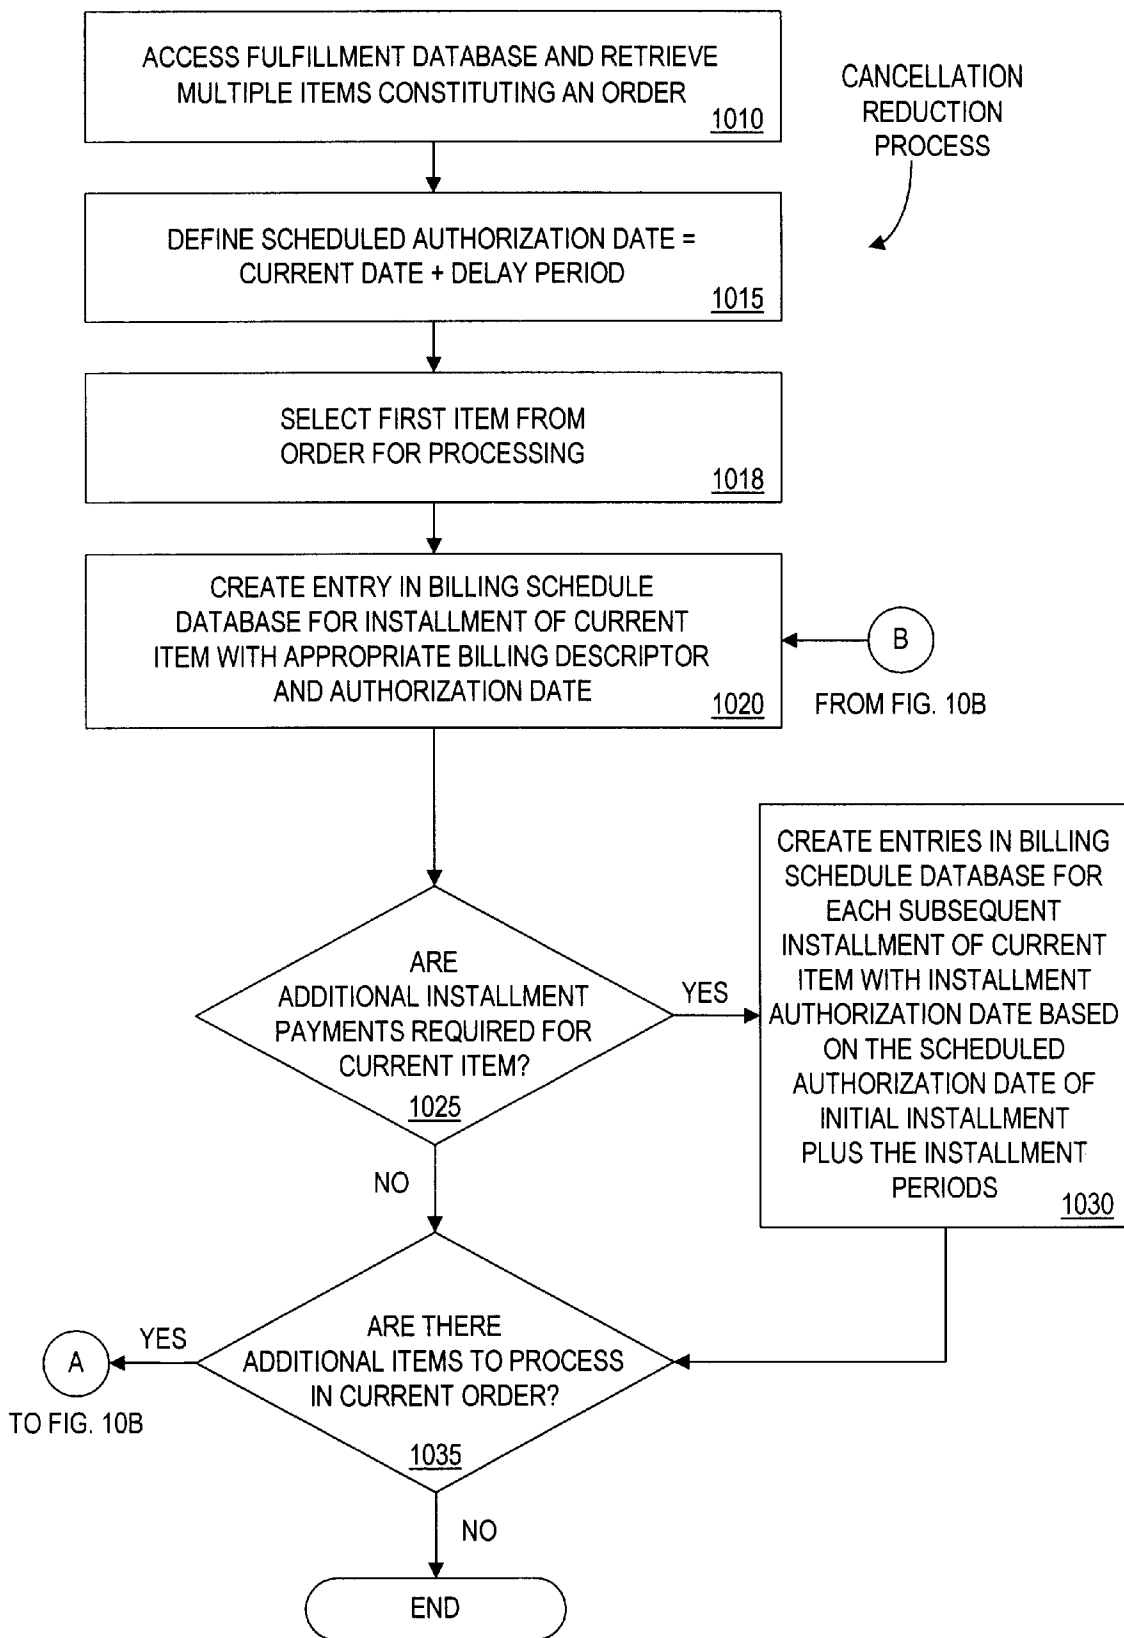 ACCESS FULFILLMENT DATABASE AND RETRIEVE
MULTIPLE ITEMS CONSTITUTING AN ORDER
1010
CANCELLATION
REDUCTION
PROCESS
DEFINE SCHEDULED AUTHORIZATION DATE =
CURRENT DATE + DELAY PERIOD
1015
SELECT FIRST ITEM FROM
ORDER FOR PROCESSING
1018
CREATE ENTRY IN BILLING SCHEDULE
DATABASE FOR INSTALLMENT OF CURRENT
ITEM WITH APPROPRIATE BILLING DESCRIPTOR
AND AUTHORIZATION DATE
1020
B
FROM FIG. 10B
ARE
ADDITIONAL INSTALLMENT
PAYMENTS REQUIRED FOR
CURRENT ITEM?
1025
YES
NO
CREATE ENTRIES IN BILLING
SCHEDULE DATABASE FOR
EACH SUBSEQUENT
INSTALLMENT OF CURRENT
ITEM WITH INSTALLMENT
AUTHORIZATION DATE BASED
ON THE SCHEDULED
AUTHORIZATION DATE OF
INITIAL INSTALLMENT
PLUS THE INSTALLMENT
PERIODS
1030
ARE THERE
ADDITIONAL ITEMS TO PROCESS
IN CURRENT ORDER?
1035
YES
A
TO FIG. 10B
NO
END